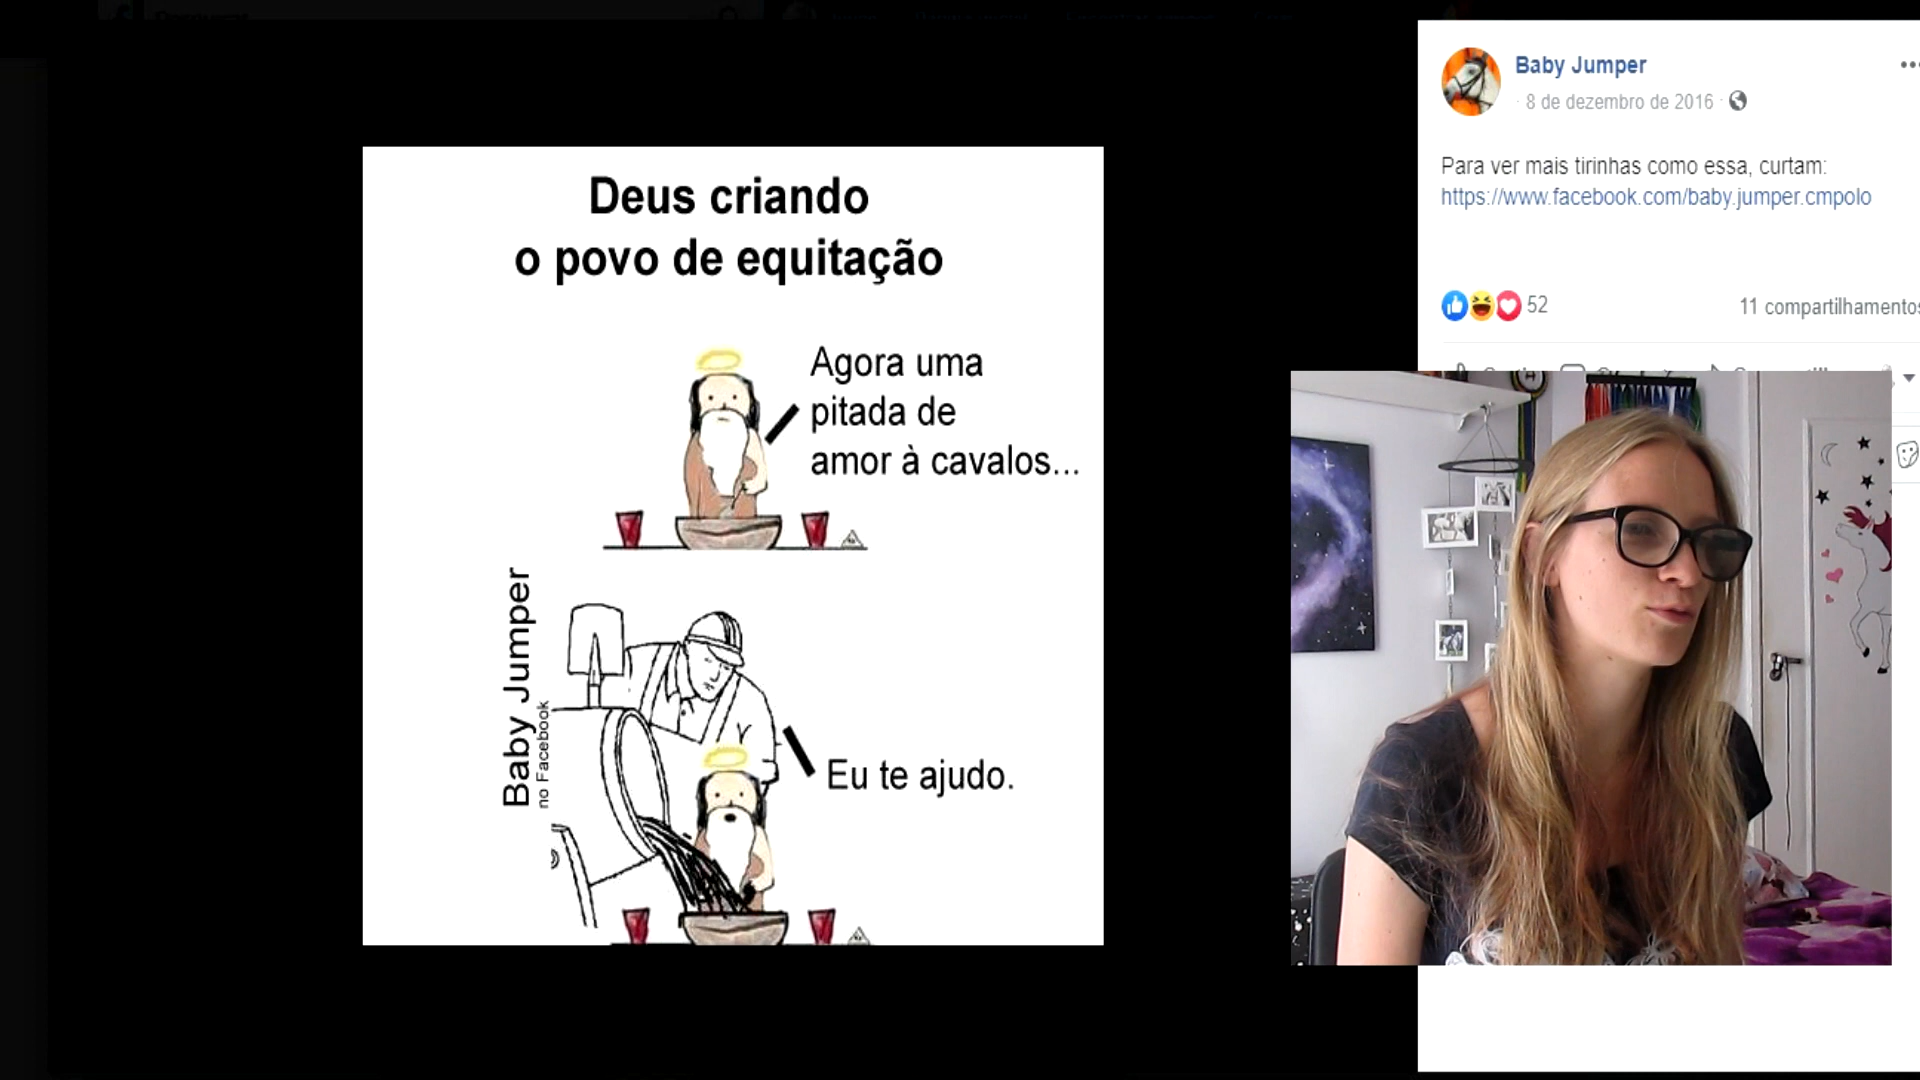 Baby Jumper
8 de dezembro de 2016
Para ver mais tirinhas como essa, curtam:
https://www.facebook.com/baby.jumper.cmpolo
52
11 compartilhamentos
Deus criando
o povo de equitação
Agora uma
pitada de
amor à cavalos...
Baby Jumper
no Facebook
Eu te ajudo.